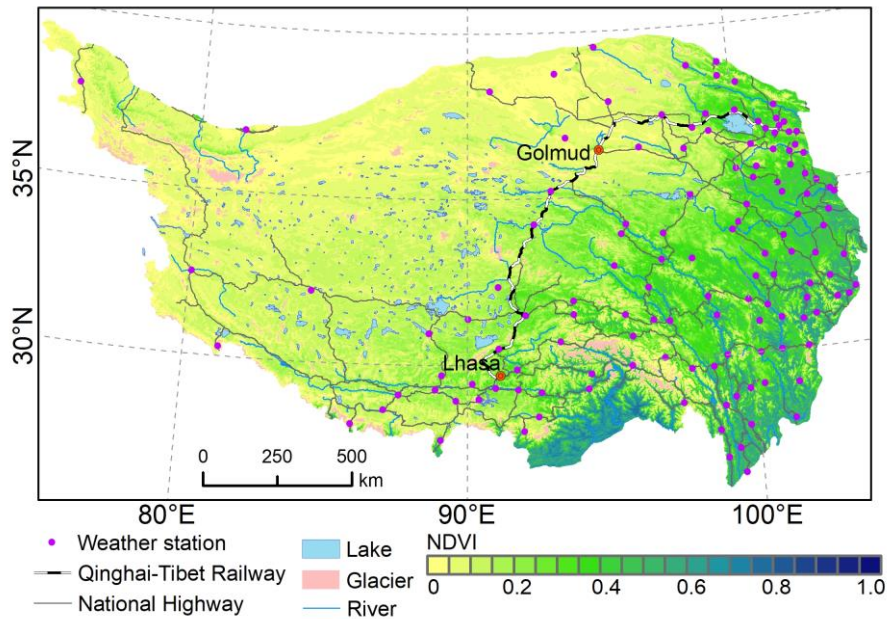 Golmud
35°N
30°N
Lhasa
0 250 500
km
80°E 90°E 100°E
Weather station
Qinghai-Tibet Railway
National Highway
Lake
Glacier
River
NDVI
0 0.2 0.4 0.6 0.8 1.0